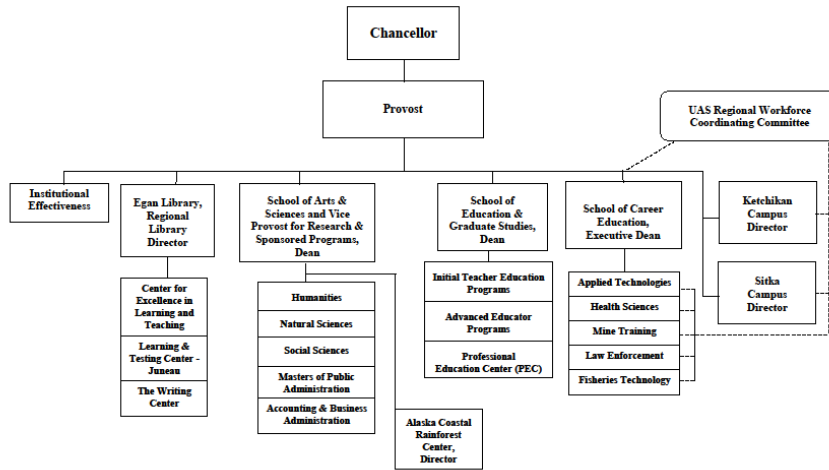 Chancellor
Provost
UAS Regional Workforce
Coordinating Committee
Institutional
Effectiveness
Egan Library,
Regional
Library
Director
School of Arts &
Sciences and Vice
Provost for Research &
Sponsored Programs,
Dean
School of
Education &
Graduate Studies,
Dean
School of Career
Education,
Executive Dean
Ketchikan
Campus
Director
Sitka
Campus
Director
Center for
Excellence in
Learning and
Teaching
Learning &
Testing Center -
Juneau
The Writing
Center
Humanities
Natural Sciences
Social Sciences
Masters of Public
Administration
Accounting & Business
Administration
Alaska Coastal
Rainforest
Center,
Director
Initial Teacher Education
Programs
Advanced Educator
Programs
Professional
Education Center (PEC)
Applied Technologies
Health Sciences
Mine Training
Law Enforcement
Fisheries Technology